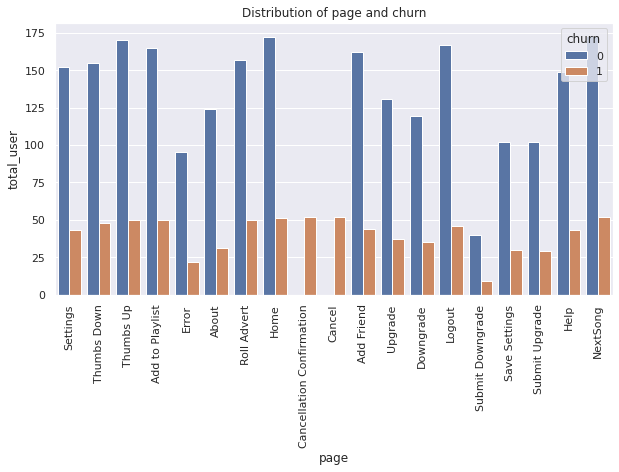 Distribution of page and churn
churn
0
1
total_user
175
150
125
100
75
50
25
0
Settings
Thumbs Down
Thumbs Up
Add to Playlist
Error
About
Roll Advert
Home
Cancellation Confirmation
Cancel
Add Friend
Upgrade
Downgrade
Logout
Submit Downgrade
Save Settings
Submit Upgrade
Help
NextSong
page